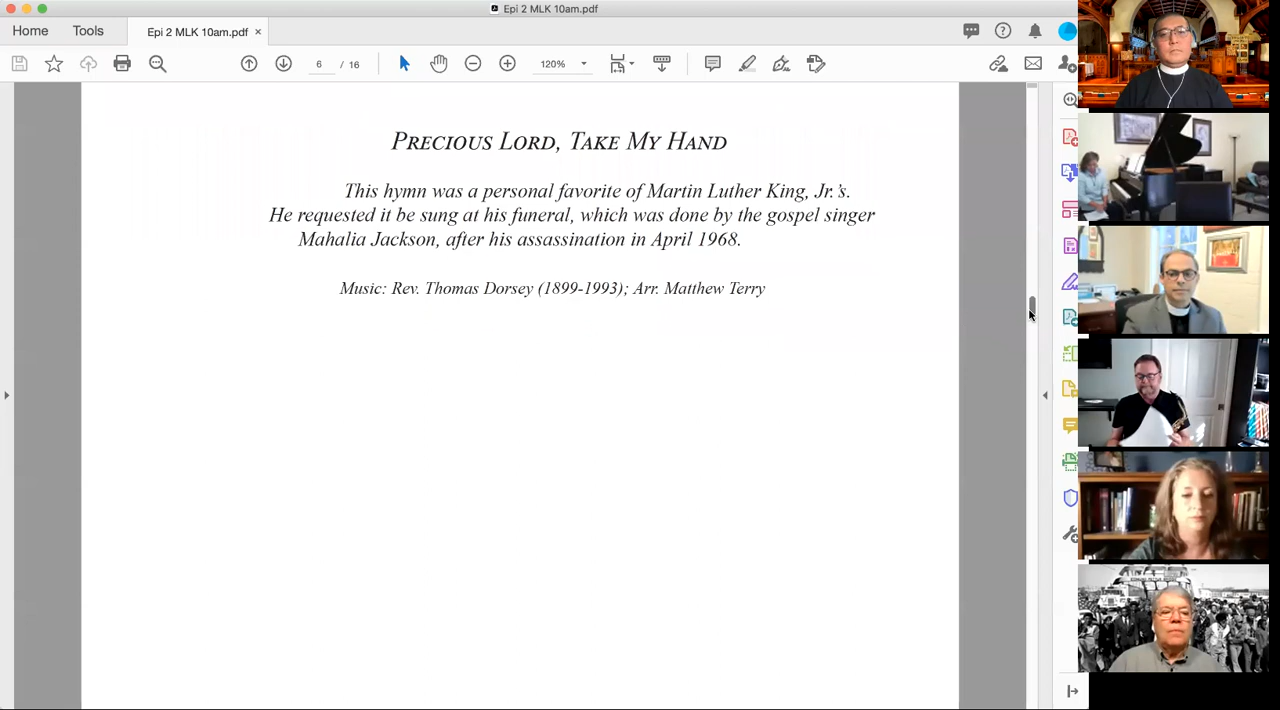 Epi 2 MLK 10am.pdf
Home
Tools
Epi 2 MLK 10am.pdf ×
6 / 16
120%
PRECIOUS LORD, TAKE MY HAND
This hymn was a personal favorite of Martin Luther King, Jr.'s.
He requested it be sung at his funeral, which was done by the gospel singer
Mahalia Jackson, after his assassination in April 1968.
Music: Rev. Thomas Dorsey (1899-1993); Arr. Matthew Terry